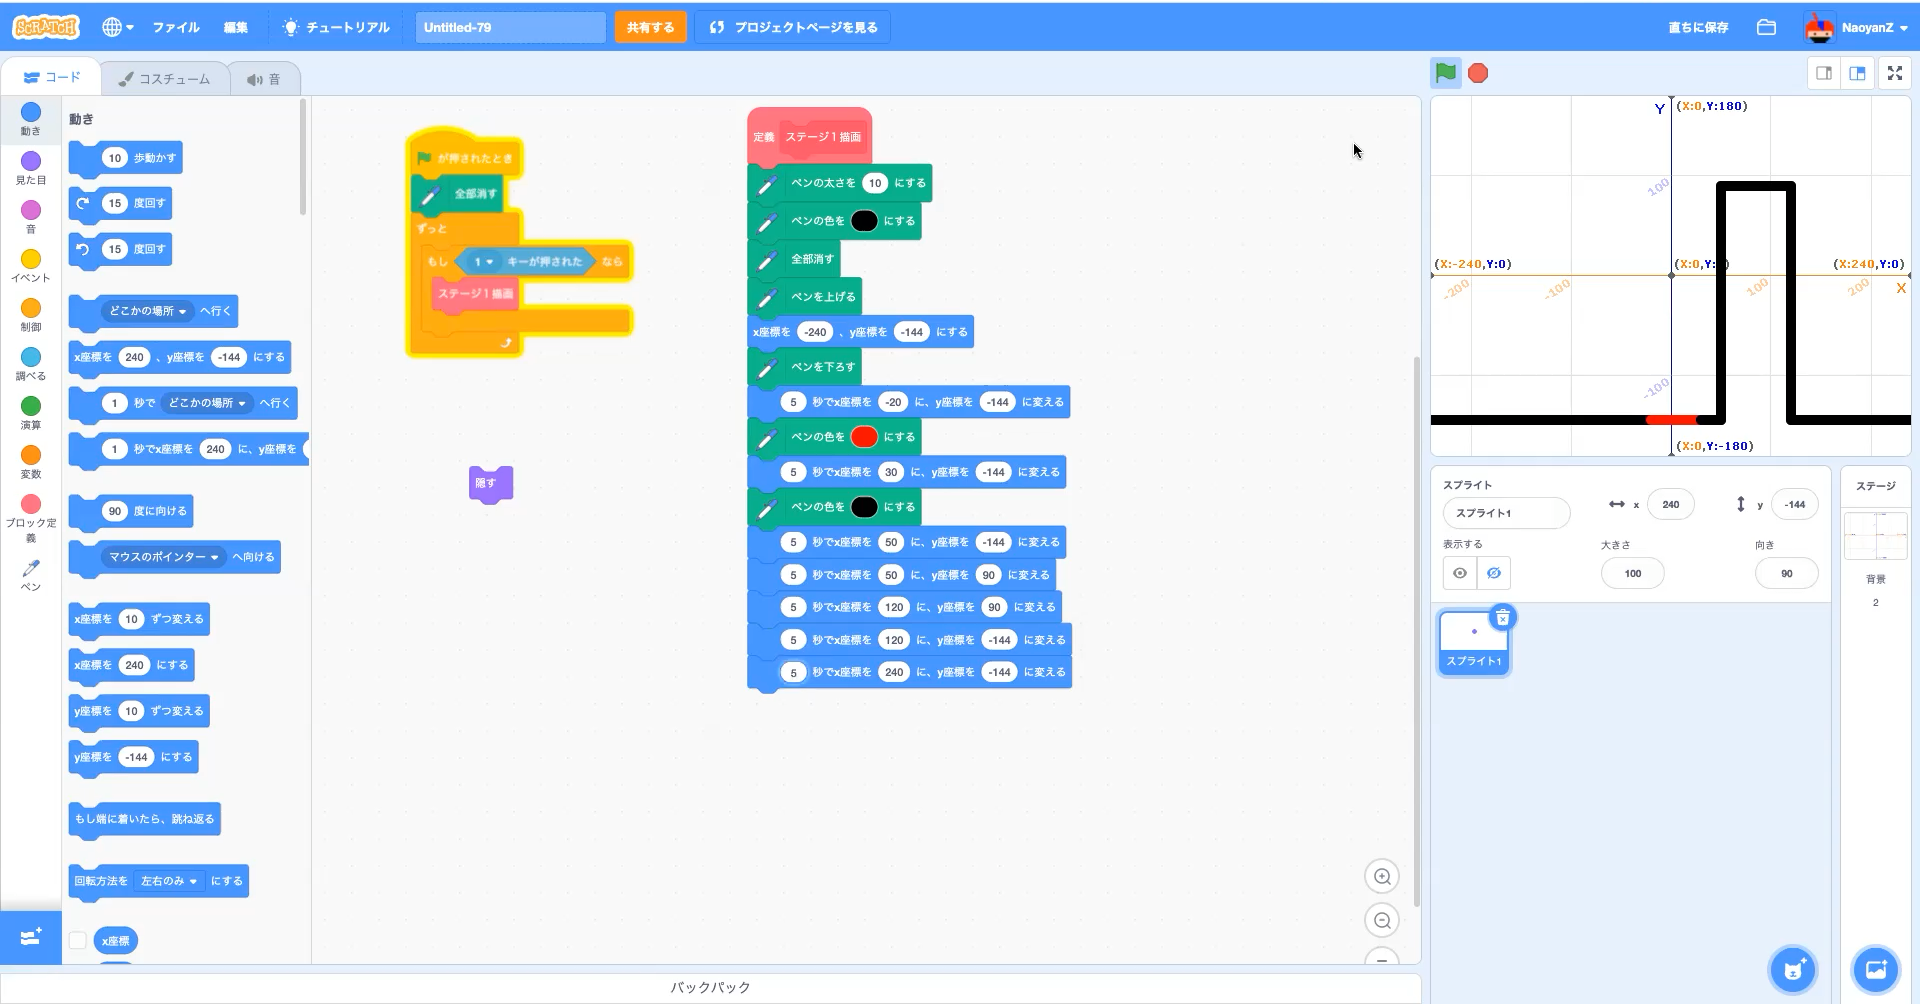 SCRATCH
ファイル
編集
チュートリアル
Untitled-79
共有する
プロジェクトページを見る
直ちに保存
NaoyanZ
コード
コスチューム
音
動き
見た目
音
イベント
制御
調べる
演算
変数
ブロック定
義
ペン
動き
10 歩動かす
15 度回す
15 度回す
どこかの場所 へ行く
x座標を 240 、y座標を -144 にする
1 秒で どこかの場所 へ行く
1 秒でx座標を 240 に、y座標を
90 度に向ける
マウスのポインター へ向ける
x座標を 10 ずつ変える
x座標を 240 にする
y座標を 10 ずつ変える
y座標を -144 にする
もし端に着いたら、跳ね返る
回転方法を 左右のみ にする
x座標
が押されたとき
全部消す
ずっと
もし 1 キーが押された なら
ステージ1描画
隠す
定義 ステージ1描画
ペンの太さを 10 にする
ペンの色を にする
全部消す
ペンを上げる
x座標を -240 、y座標を -144 にする
ペンを下ろす
5 秒でx座標を -20 に、y座標を -144 に変える
ペンの色を にする
5 秒でx座標を 30 に、y座標を -144 に変える
ペンの色を にする
5 秒でx座標を 50 に、y座標を -144 に変える
5 秒でx座標を 50 に、y座標を 90 に変える
5 秒でx座標を 120 に、y座標を 90 に変える
5 秒でx座標を 120 に、y座標を -144 に変える
5 秒でx座標を 240 に、y座標を -144 に変える
バックパック
Y
(X:0,Y:180)
100
(X:-240,Y:0)
(X:0,Y:
(X:240,Y:0)
-200
-100
100
200
X
-100
(X:0,Y:-180)
スプライト
スプライト1
x 240
y -144
表示する
大きさ
100
向き
90
スプライト1
ステージ
背景
2